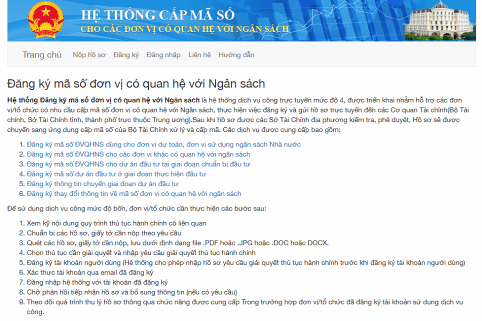 HỆ THỐNG CẤP MÃ SỐ
CHO CÁC ĐƠN VỊ CÓ QUAN HỆ VỚI NGÂN SÁCH
Trang chủ Nộp hồ sơ Đăng ký Đăng nhập Liên hệ Hướng dẫn
Đăng ký mã số đơn vị có quan hệ với Ngân sách
Hệ thống Đăng ký mã số đơn vị có quan hệ với Ngân sách là hệ thống dịch vụ công trực tuyến mức độ 4, được triển khai nhằm hỗ trợ các đơn
vị/tổ chức có nhu cầu cấp mã số đơn vị có quan hệ với Ngân sách, thực hiện việc đăng ký và gửi hồ sơ trực tuyến đến các Cơ quan Tài chính(Bộ Tài
chính, Sở Tài Chính tỉnh, thành phố trực thuộc Trung ương).Sau khi hồ sơ được các Sở Tài Chính địa phương kiểm tra, phê duyệt, Hồ sơ sẽ được
chuyển sang ứng dụng cấp mã số của Bộ Tài Chính xử lý và cấp mã. Các dịch vụ được cung cấp bao gồm:
1. Đăng ký mã số ĐVQHNS dùng cho đơn vị dự toán, đơn vị sử dụng ngân sách Nhà nước
2. Đăng ký mã số ĐVQHNS cho các đơn vị khác có quan hệ với ngân sách
3. Đăng ký mã số ĐVQHNS cho dự án đầu tư tại giai đoạn chuẩn bị đầu tư
4. Đăng ký mã số dự án đầu tư ở giai đoạn thực hiện đầu tư
5. Đăng ký thông tin chuyển giai đoạn dự án đầu tư
6. Đăng ký thay đổi thông tin về mã số đơn vị có quan hệ với ngân sách
Để sử dụng dịch vụ công mức độ bốn, đơn vị/tổ chức cần thực hiện các bước sau:
1. Xem kỹ nội dung quy trình thủ tục hành chính có liên quan
2. Chuẩn bị các hồ sơ, giấy tờ cần nộp theo yêu cầu
3. Quét các hồ sơ, giấy tờ cần nộp, lưu dưới định dạng file .PDF hoặc .JPG hoặc .DOC hoặc DOCX.
4. Chọn thủ tục cần giải quyết và nhập yêu cầu giải quyết thủ tục hành chính
5. Đăng ký tài khoản người dùng (Hệ thống cho phép nhập hồ sơ yêu cầu giải quyết thủ tục hành chính trước khi đăng ký tài khoản người dùng)
6. Xác thực tài khoản qua email đã đăng ký
7. Đăng nhập hệ thống với tài khoản đã đăng ký
8. Chờ phản hồi tiếp nhận hồ sơ và bổ sung thông tin (nếu có yêu cầu)
9. Theo dõi quá trình thụ lý hồ sơ thông qua chức năng được cung cấp Trong trường hợp đơn vị/tổ chức đã đăng ký tài khoản sử dụng dịch vụ
công.